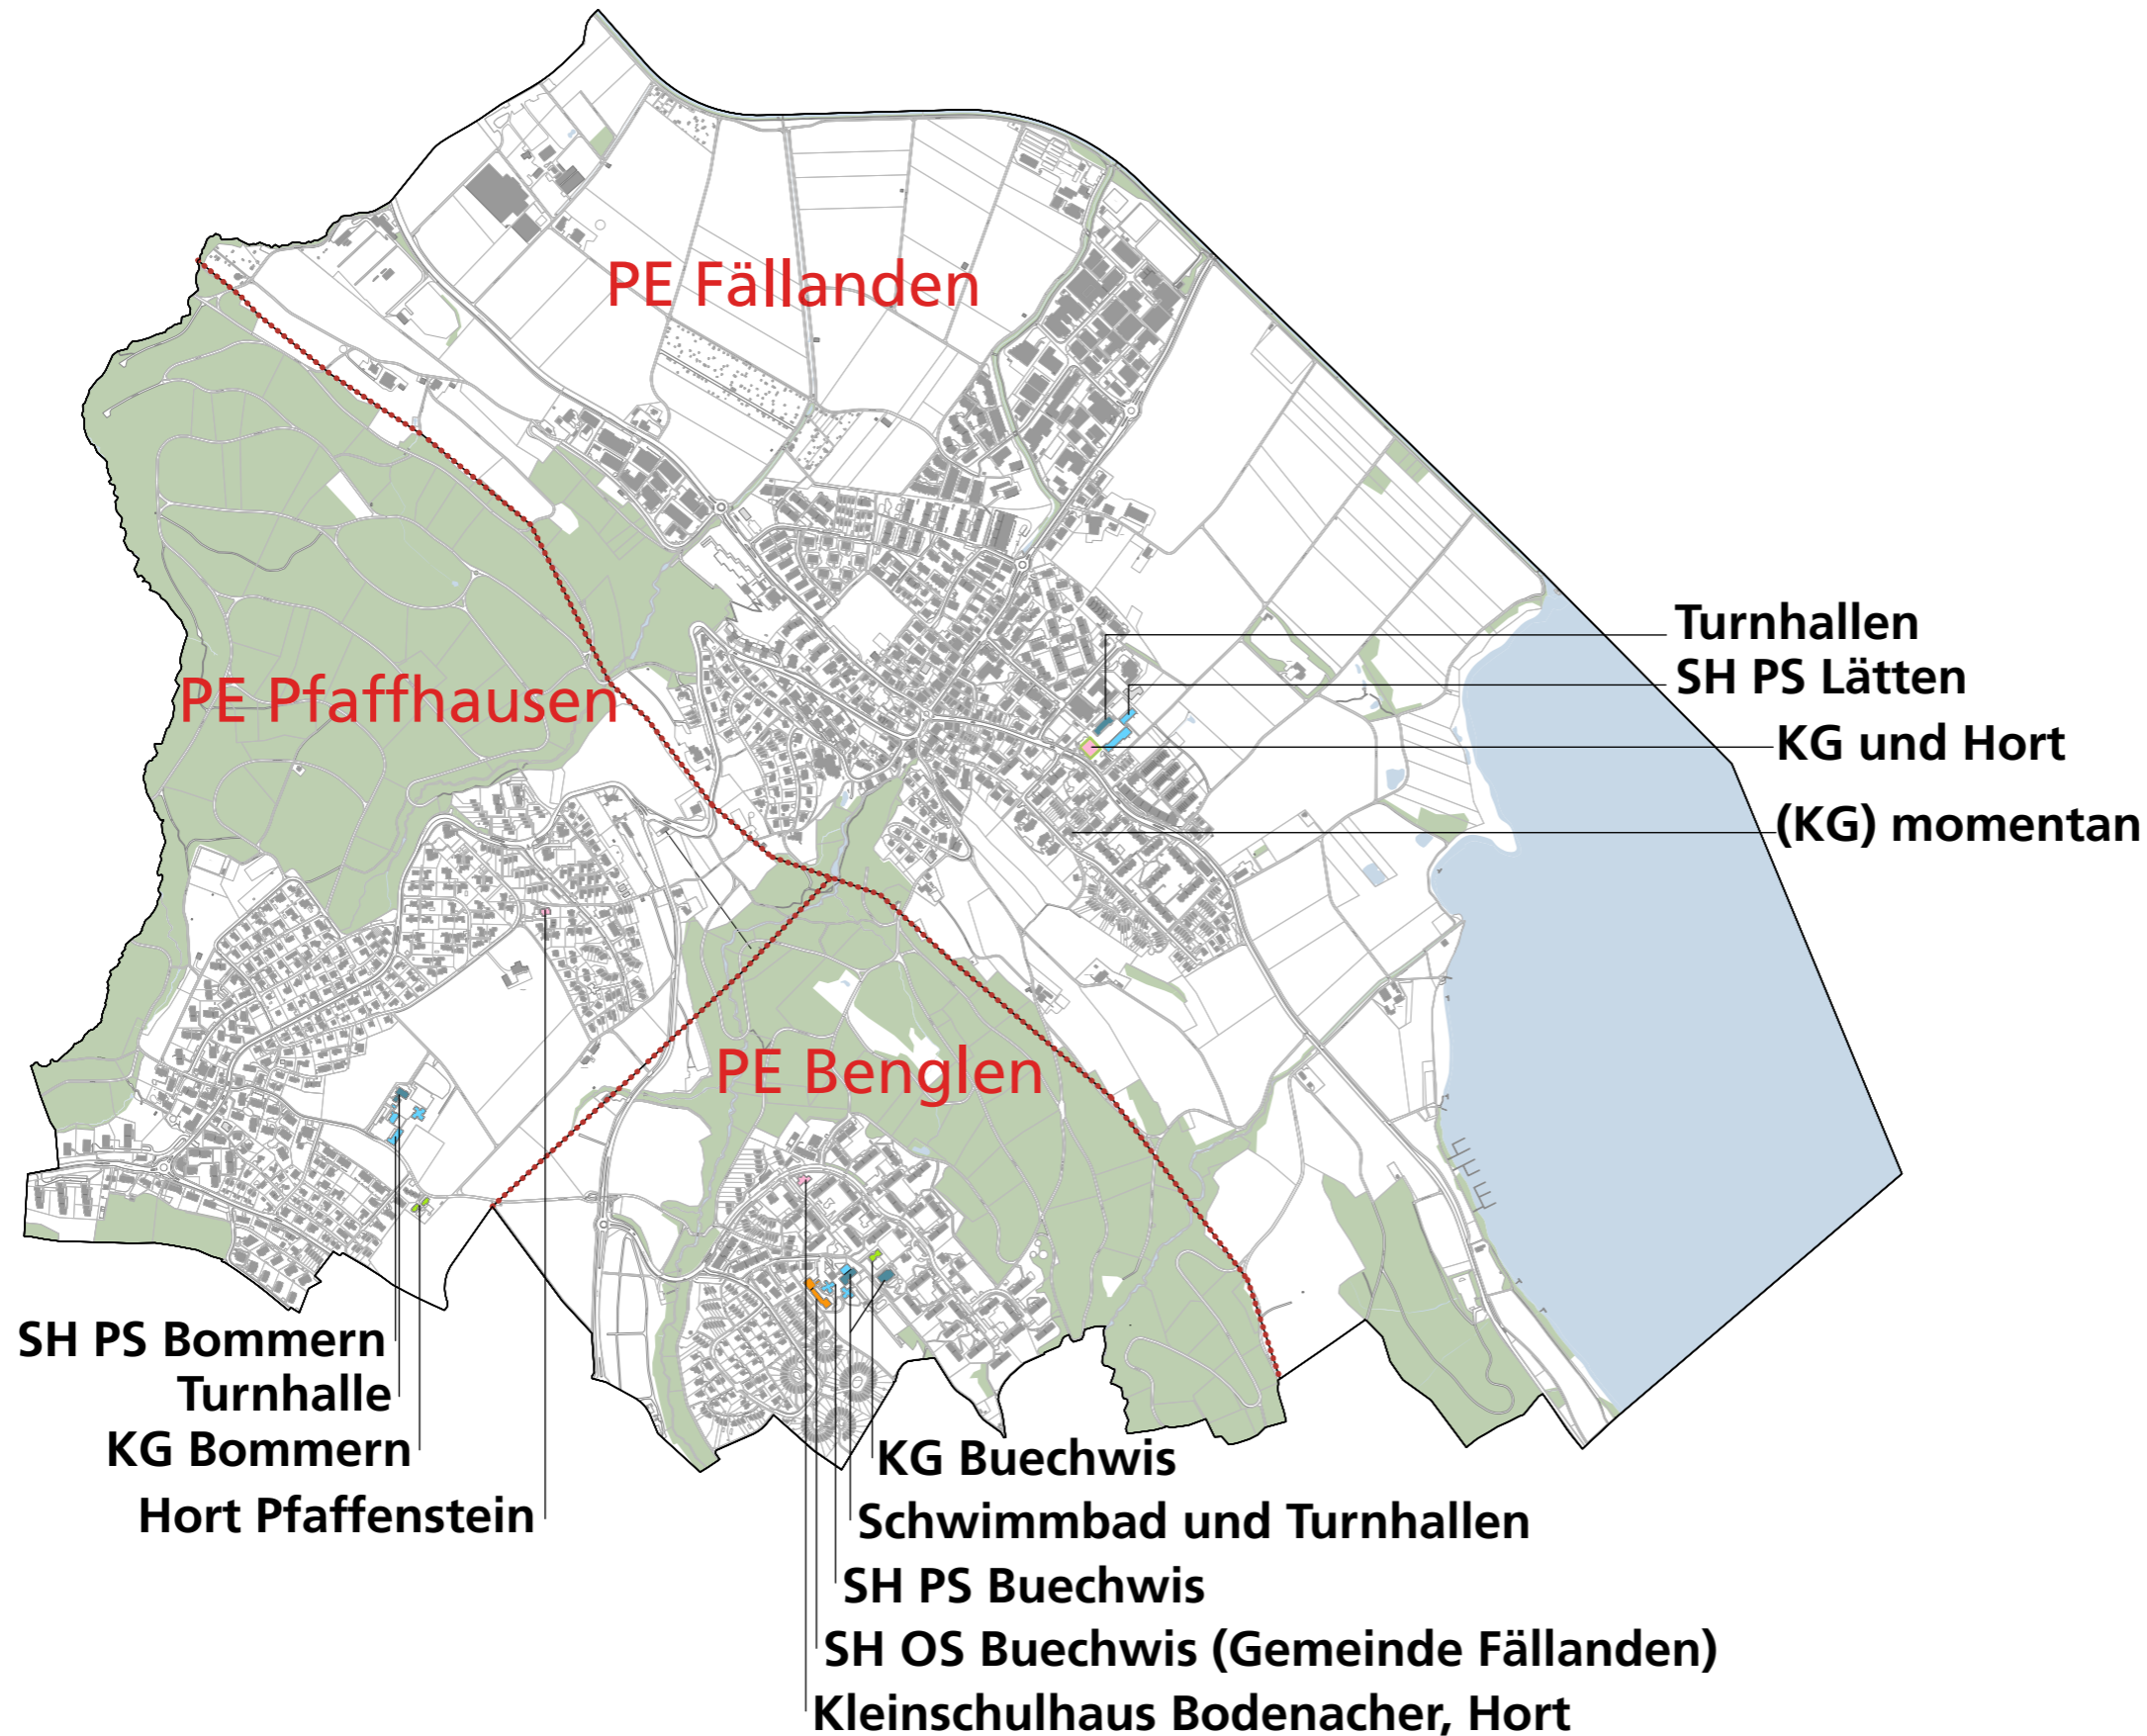 PE Fällanden
Turnhallen
SH PS Lätten
PE Pfaffhausen
KG und Hort
(KG) momentan
PE Benglen
SH PS Bommern
Turnhalle
KG Bommern
Hort Pfaffenstein
KG Buechwis
Schwimmbad und Turnhallen
SH PS Buechwis
SH OS Buechwis (Gemeinde Fällanden)
Kleinschulhaus Bodenacher, Hort